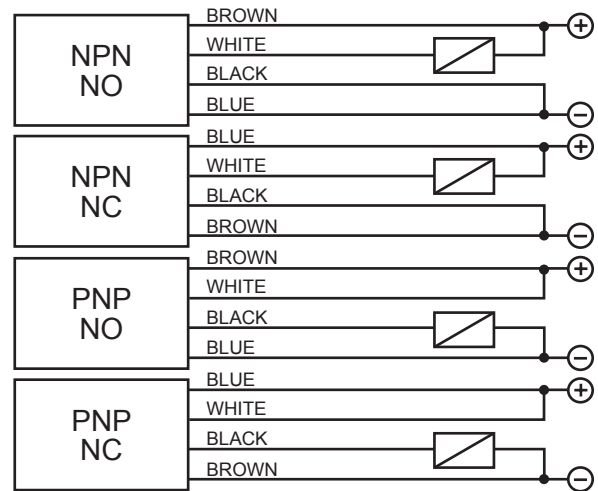 NPN
NO
BROWN
WHITE
BLACK
BLUE
+
−
NPN
NC
BLUE
WHITE
BLACK
BROWN
+
−
PNP
NO
BROWN
WHITE
BLACK
BLUE
+
−
PNP
NC
BLUE
WHITE
BLACK
BROWN
+
−